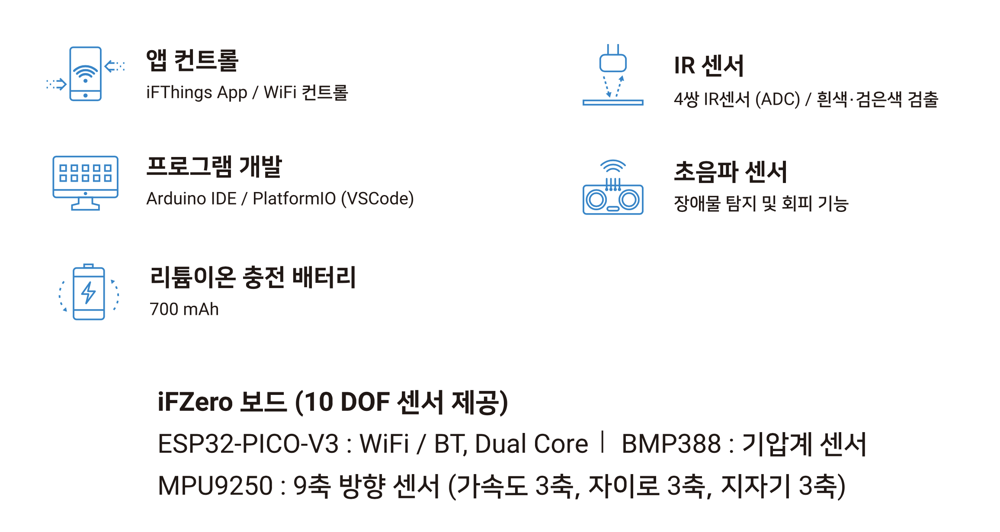 앱 컨트롤
iFThings App / WiFi 컨트롤
IR 센서
4쌍 IR센서 (ADC) / 흰색·검은색 검출
프로그램 개발
Arduino IDE / PlatformIO (VSCode)
초음파 센서
장애물 탐지 및 회피 기능
리튬이온 충전 배터리
700 mAh
iFZero 보드 (10 DOF 센서 제공)
ESP32-PICO-V3 : WiFi / BT, Dual Core | BMP388 : 기압계 센서
MPU9250 : 9축 방향 센서 (가속도 3축, 자이로 3축, 지자기 3축)